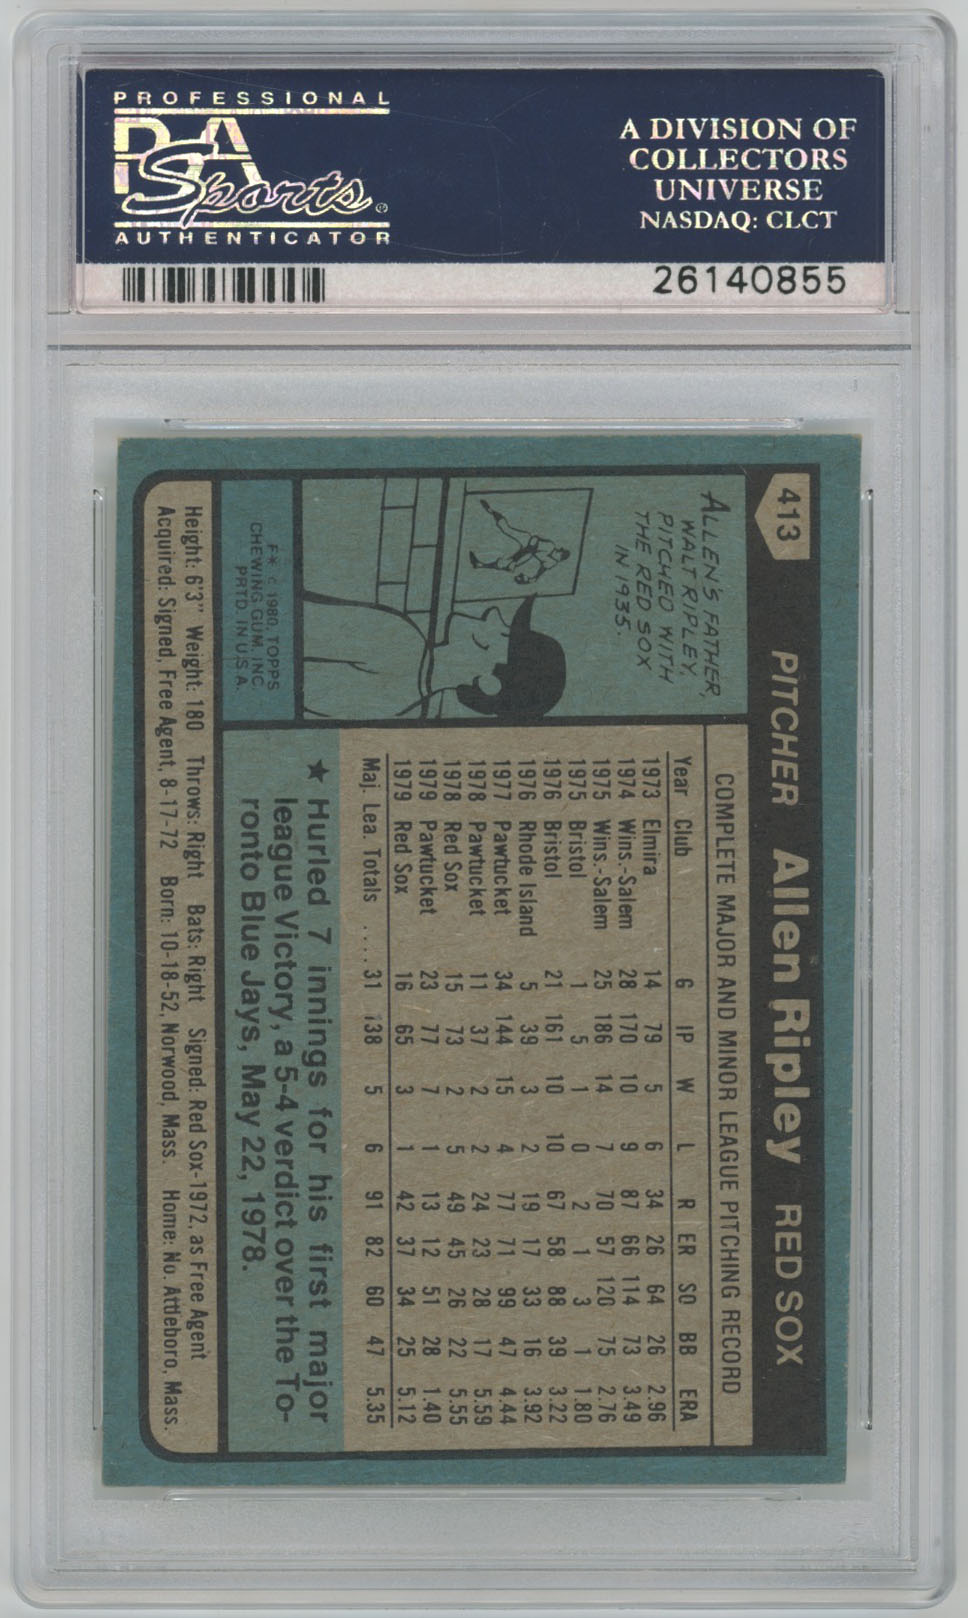 PROFESSIONAL
PSA
Sports®
AUTHENTICATOR
A DIVISION OF
COLLECTORS
UNIVERSE
NASDAQ: CLCT
26140855
413 PITCHER Allen Ripley RED SOX
ALLEN'S FATHER,
WALT RIPLEY,
PITCHED WITH
THE RED SOX
IN 1935.
F* © 1980, TOPPS
CHEWING GUM, INC.
PRTD. IN U.S.A.
COMPLETE MAJOR AND MINOR LEAGUE PITCHING RECORD
Year Club G IP W L R ER SO BB ERA
1973 Elmira 14 79 5 6 34 26 64 26 2.96
1974 Wins.-Salem 28 170 10 9 87 66 114 73 3.49
1975 Wins.-Salem 25 186 14 7 70 57 120 75 2.76
1975 Bristol 1 5 1 0 2 1 3 1 1.80
1976 Bristol 21 161 10 10 67 58 88 39 3.22
1976 Rhode Island 5 39 3 2 19 17 33 16 3.92
1977 Pawtucket 34 144 15 4 77 71 99 47 4.44
1978 Pawtucket 11 37 2 2 24 23 28 17 5.59
1978 Red Sox 15 73 2 5 49 45 26 22 5.55
1979 Pawtucket 23 77 7 1 13 12 51 28 1.40
1979 Red Sox 16 65 3 1 42 37 34 25 5.12
Maj. Lea. Totals .... 31 138 5 6 91 82 60 47 5.35
★ Hurled 7 innings for his first major
league Victory, a 5-4 verdict over the To-
ronto Blue Jays, May 22, 1978.
Height: 6'3" Weight: 180 Throws: Right Bats: Right Signed: Red Sox-1972, as Free Agent
Acquired: Signed, Free Agent, 8-17-72 Born: 10-18-52, Norwood, Mass. Home: No. Attleboro, Mass.